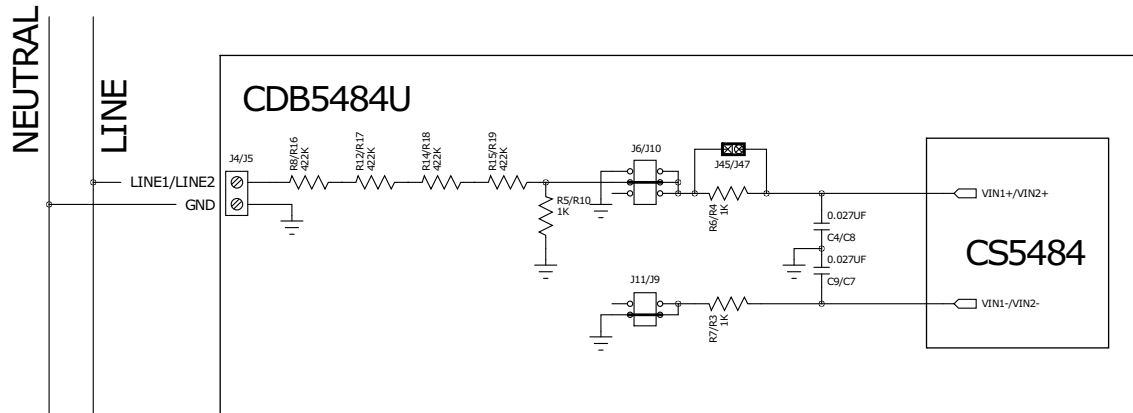 NEUTRAL
LINE
CDB5484U
J4/J5
R8/R16
422K
R12/R17
422K
R14/R18
422K
R15/R19
422K
J6/J10
J45/J47
LINE1/LINE2
GND
R5/R10
1K
R6/R4
1K
VIN1+/VIN2+
0.027UF
C4/C8
0.027UF
C9/C7
CS5484
J11/J9
R7/R3
1K
VIN1-/VIN2-